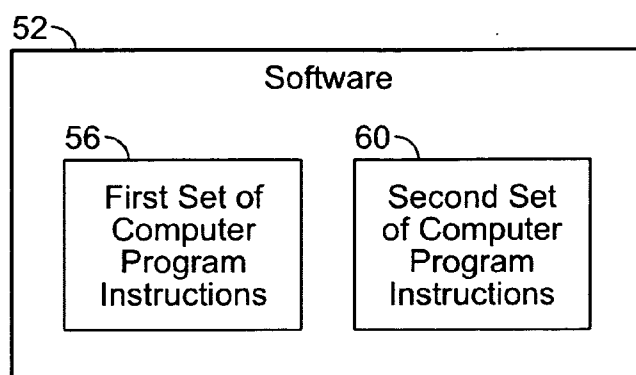 52
Software
56
First Set of
Computer
Program
Instructions
60
Second Set
of Computer
Program
Instructions